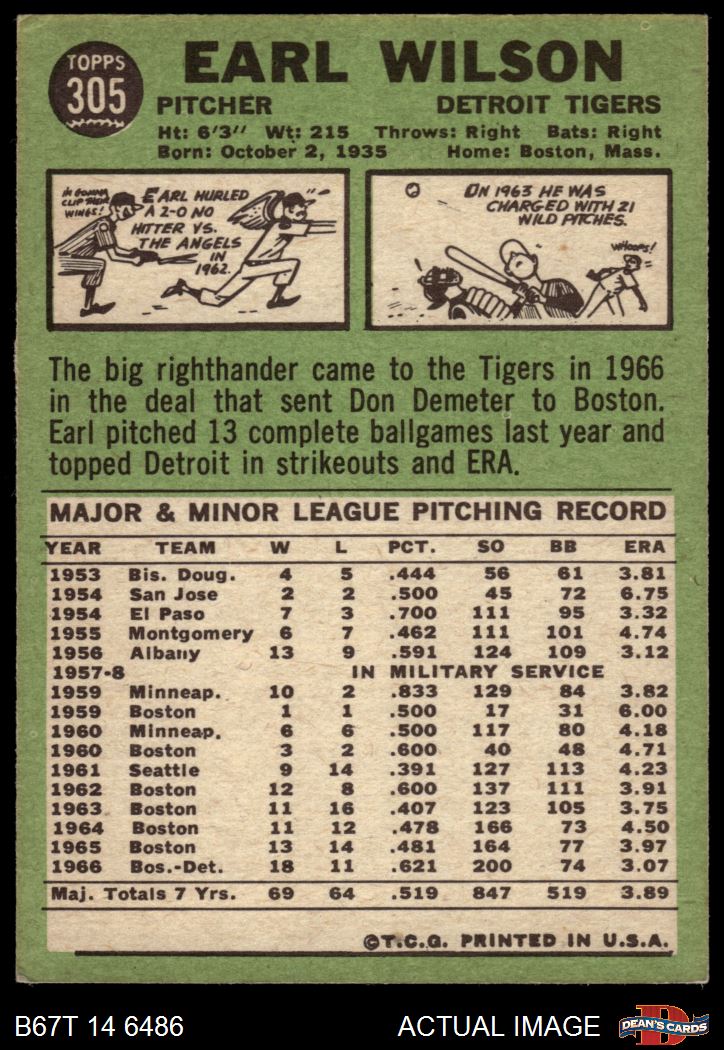 TOPPS
305
EARL WILSON
PITCHER DETROIT TIGERS
Ht: 6'3" Wt: 215 Throws: Right Bats: Right
Born: October 2, 1935 Home: Boston, Mass.
I'M GONNA
CLIP THEM
WINGS!
EARL HURLED
A 2-0 NO
HITTER VS.
THE ANGELS
IN
1962.
ON 1963 HE WAS
CHARGED WITH 21
WILD PITCHES.
WHOOPS!
The big righthander came to the Tigers in 1966
in the deal that sent Don Demeter to Boston.
Earl pitched 13 complete ballgames last year and
topped Detroit in strikeouts and ERA.
MAJOR & MINOR LEAGUE PITCHING RECORD
YEAR TEAM W L PCT. SO BB ERA
1953 Bis. Doug. 4 5 .444 56 61 3.81
1954 San Jose 2 2 .500 45 72 6.75
1954 El Paso 7 3 .700 111 95 3.32
1955 Montgomery 6 7 .462 111 101 4.74
1956 Albany 13 9 .591 124 109 3.12
1957-8 IN MILITARY SERVICE
1959 Minneap. 10 2 .833 129 84 3.82
1959 Boston 1 1 .500 17 31 6.00
1960 Minneap. 6 6 .500 117 80 4.18
1960 Boston 3 2 .600 40 48 4.71
1961 Seattle 9 14 .391 127 113 4.23
1962 Boston 12 8 .600 137 111 3.91
1963 Boston 11 16 .407 123 105 3.75
1964 Boston 11 12 .478 166 73 4.50
1965 Boston 13 14 .481 164 77 3.97
1966 Bos.-Det. 18 11 .621 200 74 3.07
Maj. Totals 7 Yrs. 69 64 .519 847 519 3.89
©T.C.G. PRINTED IN U.S.A.
B67T 14 6486 ACTUAL IMAGE
D
DEAN'S CARDS